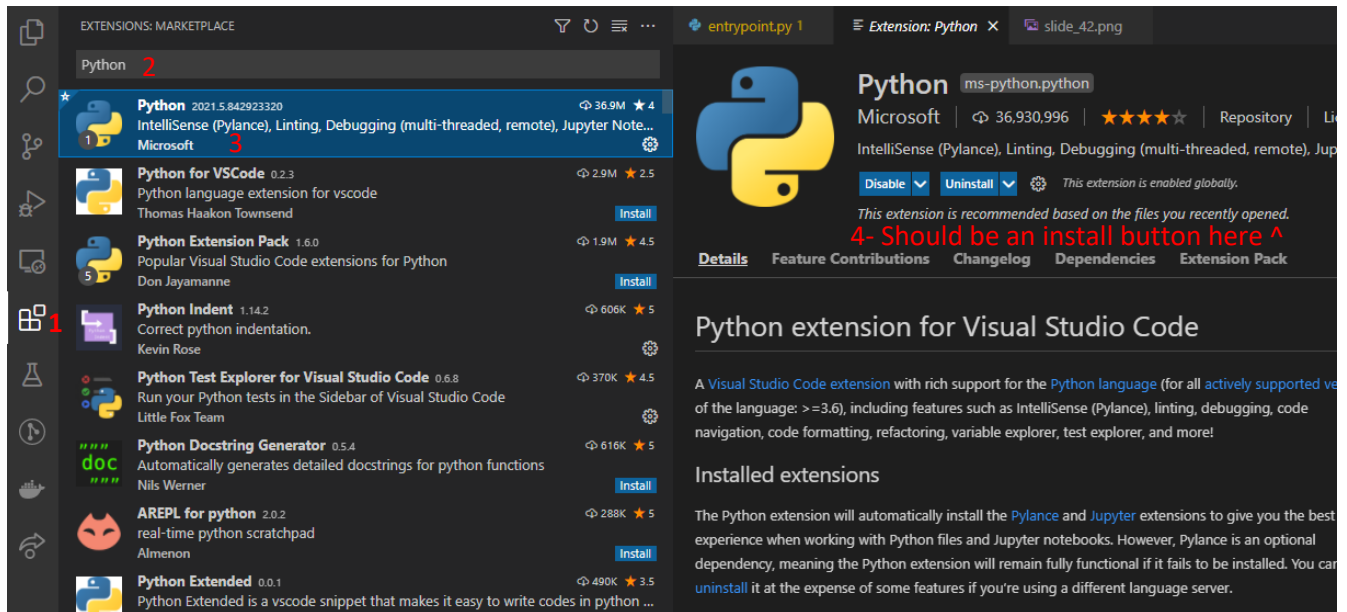 EXTENSIONS: MARKETPLACE
Python 2
Python 2021.5.842923320 36.9M ★ 4
IntelliSense (Pylance), Linting, Debugging (multi-threaded, remote), Jupyter Note...
Microsoft 3
1
Python for VSCode 0.2.3 2.9M ★ 2.5
Python language extension for vscode
Thomas Haakon Townsend Install
Python Extension Pack 1.6.0 1.9M ★ 4.5
Popular Visual Studio Code extensions for Python
5
Don Jayamanne Install
1
Python Indent 1.14.2 606K ★ 5
Correct python indentation.
Kevin Rose
Python Test Explorer for Visual Studio Code 0.6.8 370K ★ 4.5
Run your Python tests in the Sidebar of Visual Studio Code
Little Fox Team
""" 
doc
"""
Python Docstring Generator 0.5.4 616K ★ 5
Automatically generates detailed docstrings for python functions
Nils Werner Install
AREPL for python 2.0.2 288K ★ 5
real-time python scratchpad
Almenon Install
Python Extended 0.0.1 490K ★ 3.5
Python Extended is a vscode snippet that makes it easy to write codes in python ...
entrypoint.py 1 Extension: Python slide_42.png
Python ms-python.python
Microsoft 36,930,996 ★★★★☆ Repository Li
IntelliSense (Pylance), Linting, Debugging (multi-threaded, remote), Jup
Disable Uninstall This extension is enabled globally.
This extension is recommended based on the files you recently opened.
4- Should be an install button here ^
Details Feature Contributions Changelog Dependencies Extension Pack
Python extension for Visual Studio Code
A Visual Studio Code extension with rich support for the Python language (for all actively supported ve
of the language: >=3.6), including features such as IntelliSense (Pylance), linting, debugging, code
navigation, code formatting, refactoring, variable explorer, test explorer, and more!
Installed extensions
The Python extension will automatically install the Pylance and Jupyter extensions to give you the best
experience when working with Python files and Jupyter notebooks. However, Pylance is an optional
dependency, meaning the Python extension will remain fully functional if it fails to be installed. You can
uninstall it at the expense of some features if you're using a different language server.